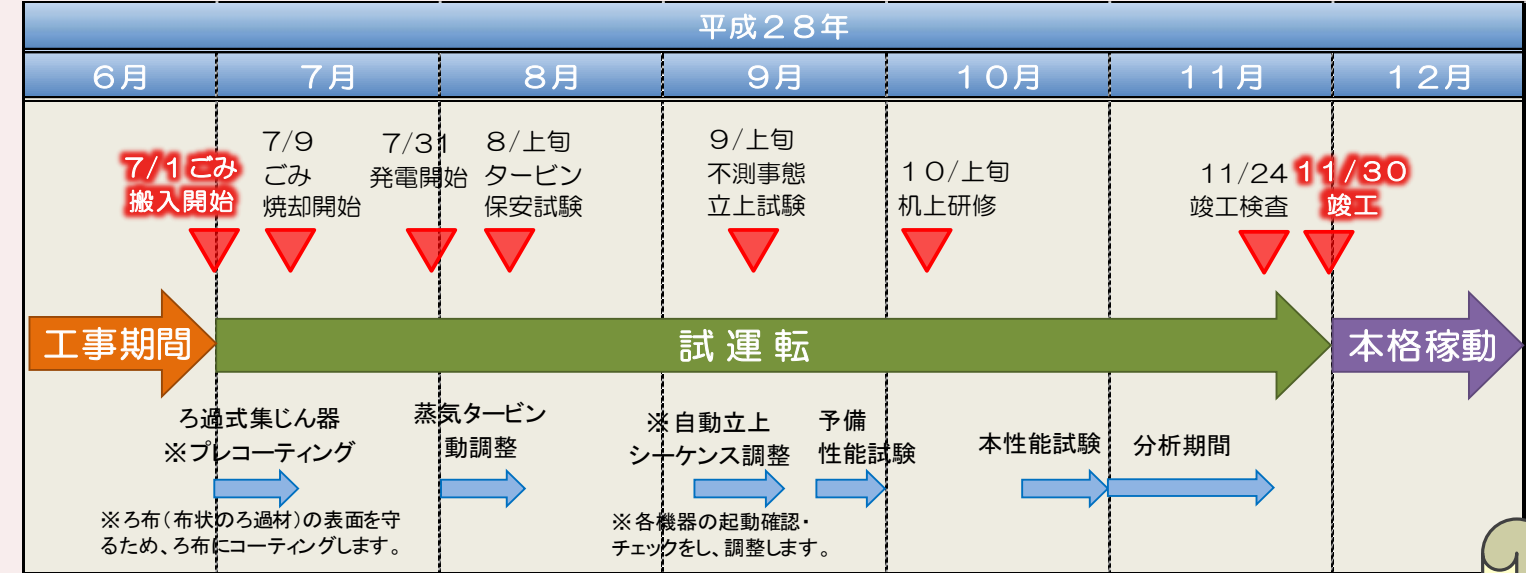 平成２８年
６月
７月
８月
９月
１０月
１１月
１２月
７/１ごみ
搬入開始
７/９
ごみ
焼却開始
７/31
発電開始
８/上旬
タービン
保安試験
９/上旬
不測事態
立上試験
１０/上旬
机上研修
11/24
竣工検査
11/30
竣工
工事期間
試運転
本格稼動
ろ過式集じん器
※プレコーティング
※ろ布（布状のろ過材）の表面を守
るため、ろ布にコーティングします。
蒸気タービン
動調整
※自動立上
シーケンス調整
※各機器の起動確認・
チェックをし、調整します。
予備
性能試験
本性能試験
分析期間